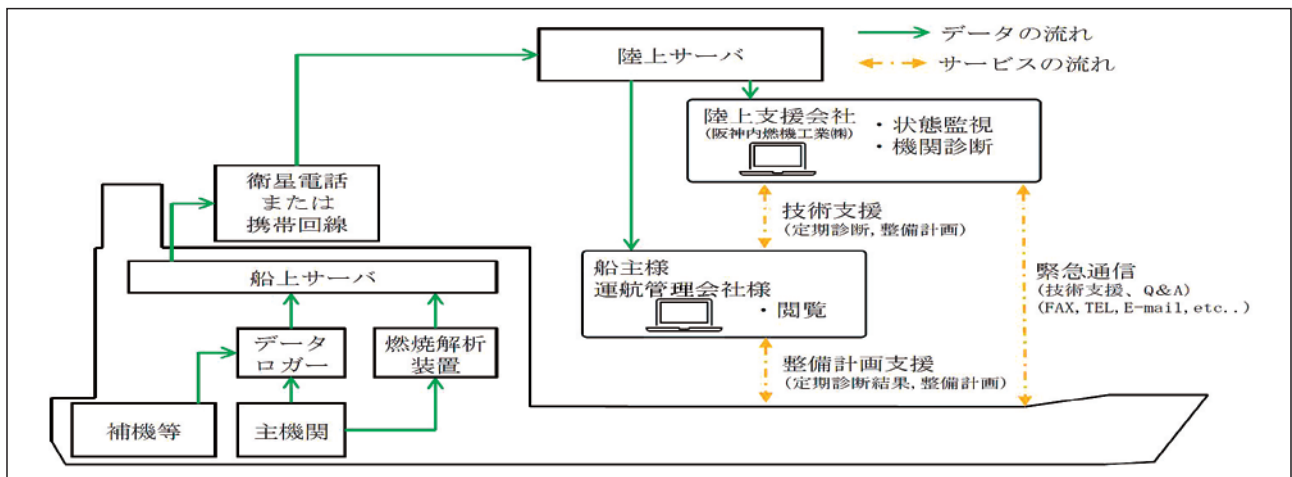 データの流れ
サービスの流れ
陸上サーバ
陸上支援会社
(阪神内燃機工業㈱)
・状態監視
・機関診断
衛星電話
または
携帯回線
技術支援
(定期診断,整備計画)
船上サーバ
船主様
運航管理会社様
・閲覧
緊急通信
(技術支援、Q&A)
(FAX,TEL,E-mail,etc..)
データ
ロガー
燃焼解析
装置
整備計画支援
(定期診断結果,整備計画)
補機等
主機関